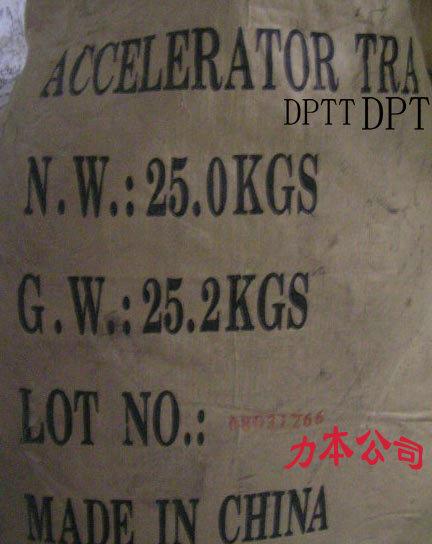 ACCELERATOR TRA
DPTT DPT
N.W.: 25.0KGS
G.W.: 25.2KGS
LOT NO.:
力本公司
MADE IN CHINA